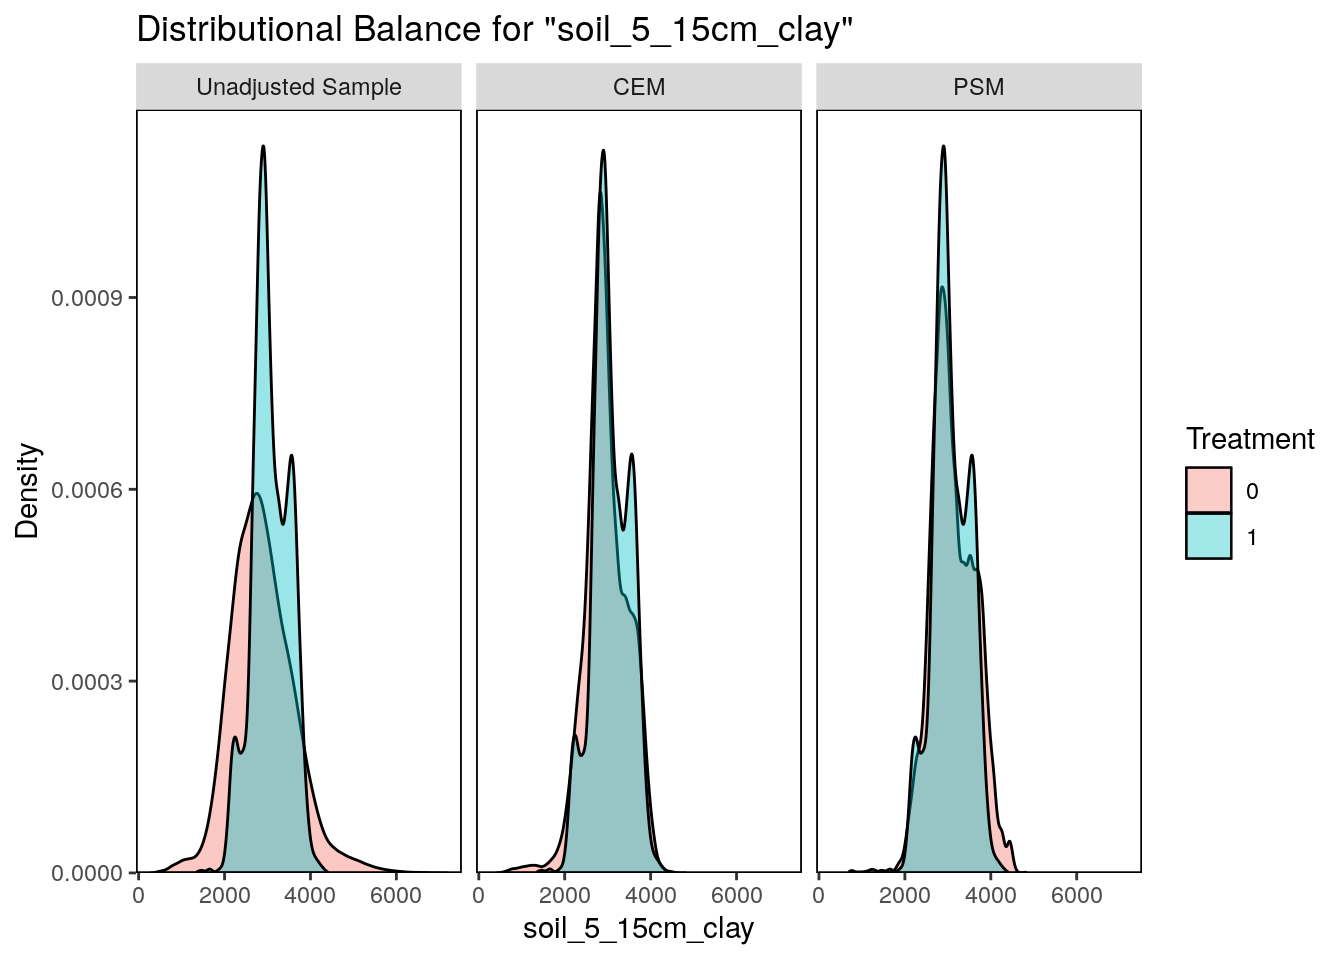 Distributional Balance for "soil_5_15cm_clay"
Unadjusted Sample
CEM
PSM
Density
0.0009
0.0006
0.0003
0.0000
0 2000 4000 6000
0 2000 4000 6000
0 2000 4000 6000
soil_5_15cm_clay
Treatment
0
1